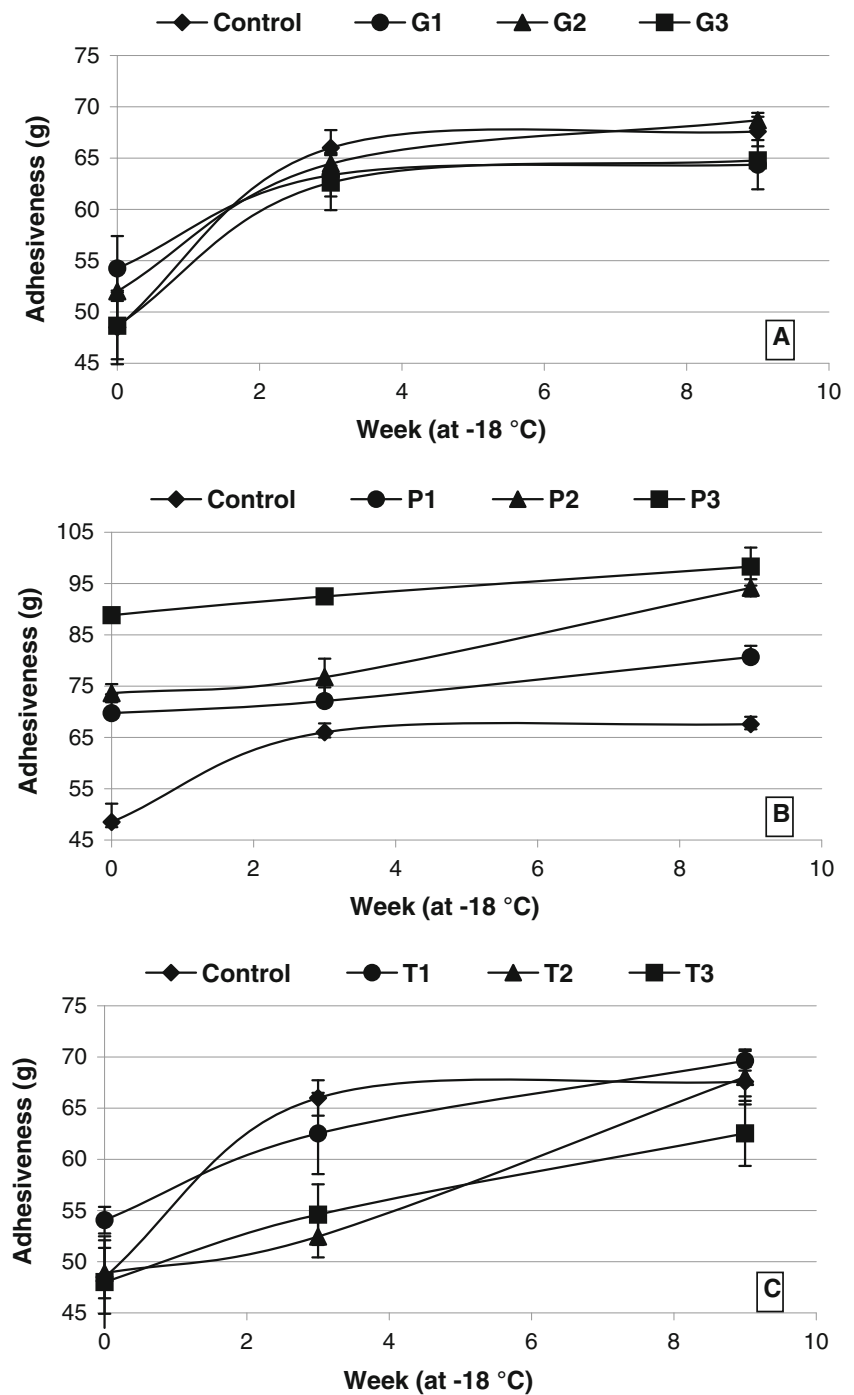 Control G1 G2 G3
75
70
65
60
55
50
45
Adhesiveness (g)
0 2 4 6 8 10
Week (at -18 °C)
A
Control P1 P2 P3
105
95
85
75
65
55
45
Adhesiveness (g)
0 2 4 6 8 10
Week (at -18 °C)
B
Control T1 T2 T3
75
70
65
60
55
50
45
Adhesiveness (g)
0 2 4 6 8 10
Week (at -18 °C)
C